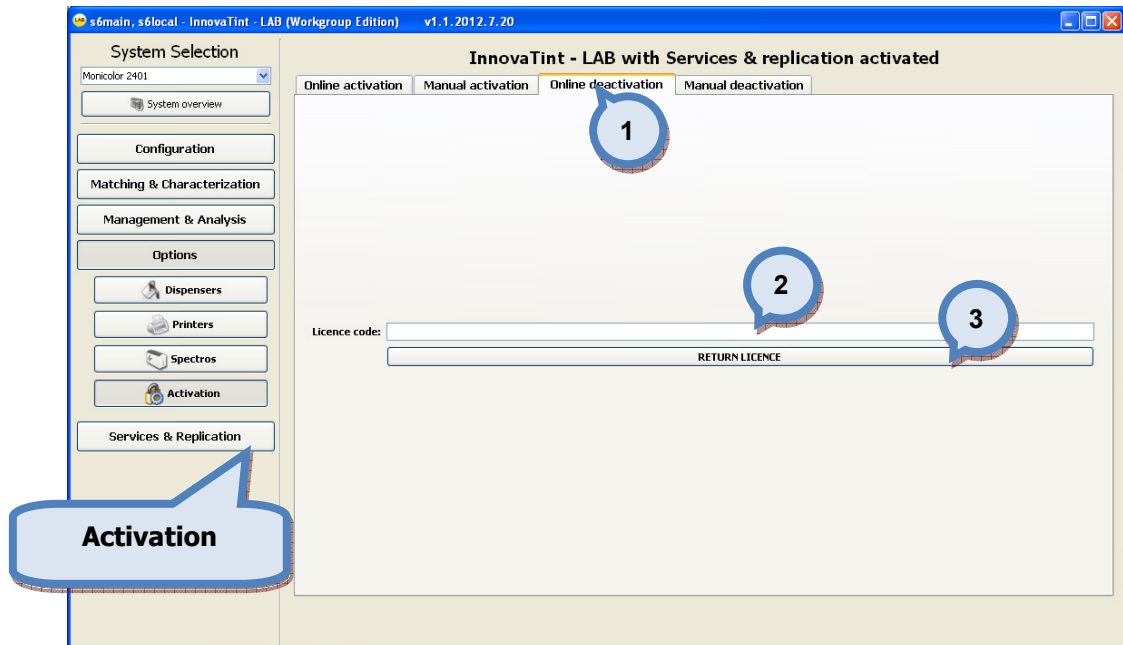 s6main, s6local - InnovaTint - LAB (Workgroup Edition) v1.1.2012.7.20
System Selection
Monicolor 2401
System overview
Configuration
Matching & Characterization
Management & Analysis
Options
Dispensers
Printers
Spectros
Activation
Services & Replication
Activation
InnovaTint - LAB with Services & replication activated
Online activation Manual activation Online deactivation Manual deactivation
1
2
3
Licence code:
RETURN LICENCE